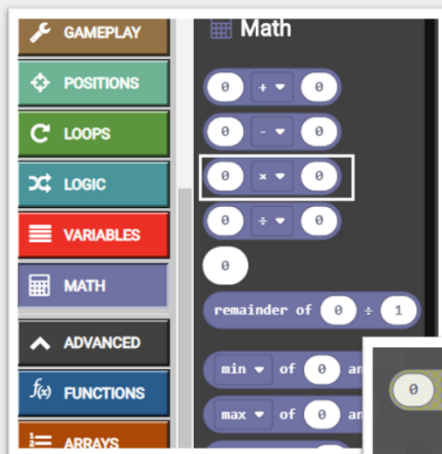 GAMEPLAY
POSITIONS
LOOPS
LOGIC
VARIABLES
MATH
ADVANCED
f(x) FUNCTIONS
ARRAYS
Math
0 + 0
0 - 0
0 x 0
0 ÷ 0
0
remainder of 0 ÷ 1
min of 0
max of 0
0